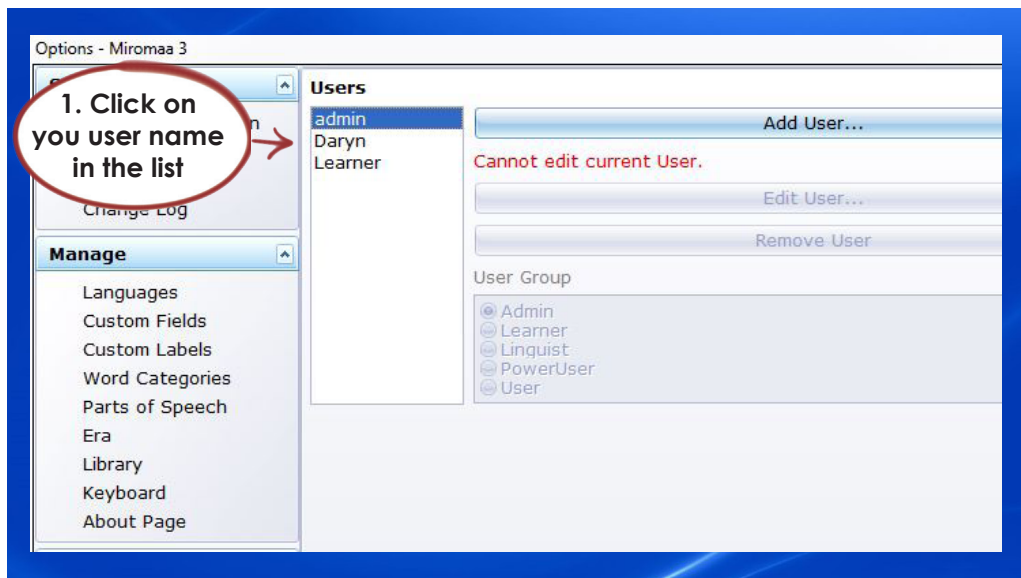 Options - Miromaa 3
1. Click on
you user name
in the list
Change Log
Manage
Languages
Custom Fields
Custom Labels
Word Categories
Parts of Speech
Era
Library
Keyboard
About Page
Users
admin
Daryn
Learner
Add User...
Cannot edit current User.
Edit User...
Remove User
User Group
Admin
Learner
Linguist
PowerUser
User